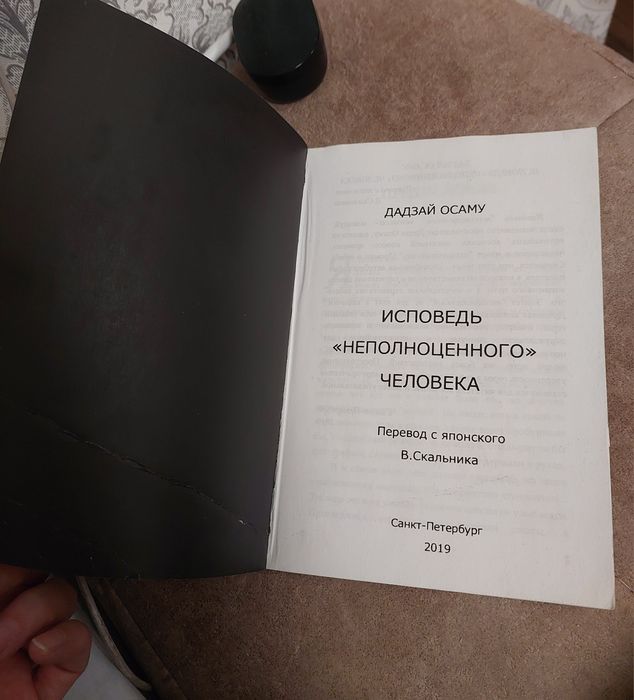 ДАДЗАЙ ОСАМУ
ИСПОВЕДЬ
«НЕПОЛНОЦЕННОГО»
ЧЕЛОВЕКА
Перевод с японского
В.Скальника
Санкт-Петербург
2019